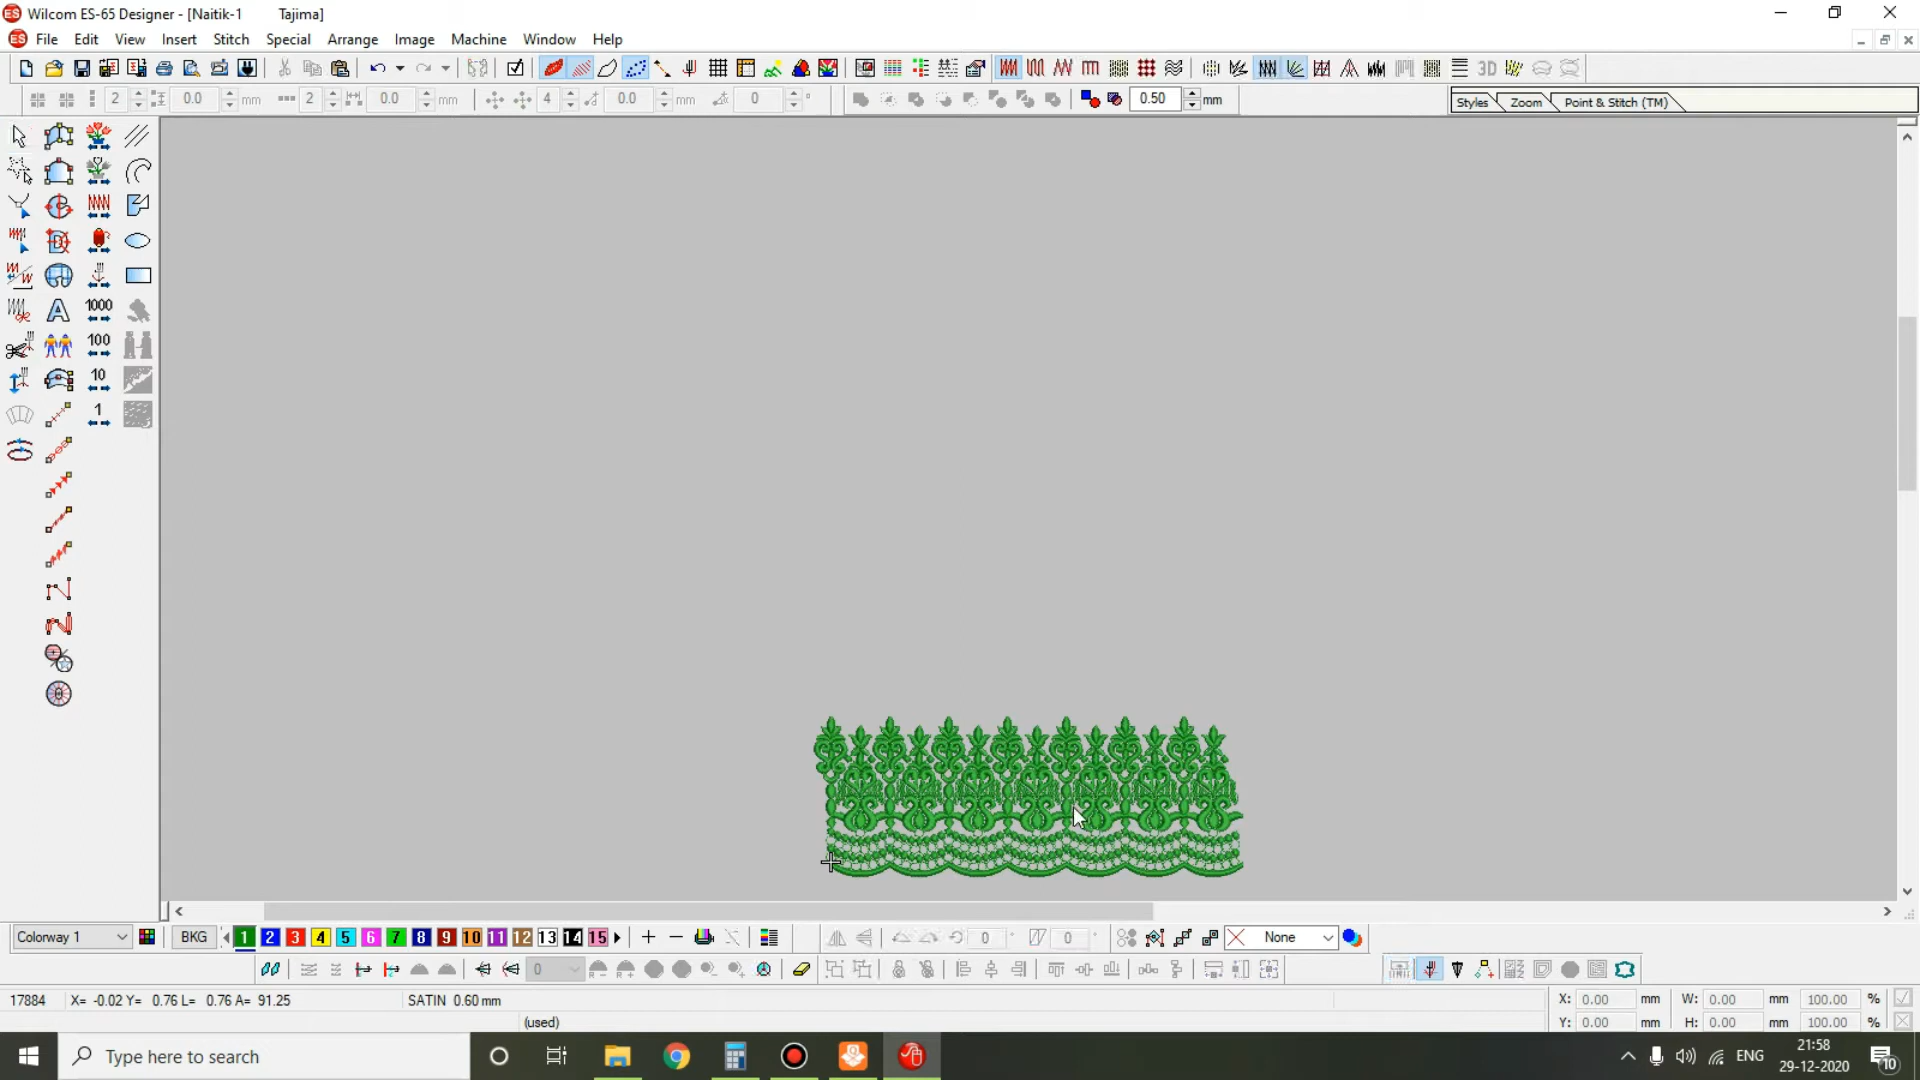 Wilcom ES-65 Designer - [Naitik-1 Tajima]
File Edit View Insert Stitch Special Arrange Image Machine Window Help
3D
2 0.0 mm 2 0.0 mm 4 0.0 mm 0 ° 0.50 mm Styles Zoom Point & Stitch (TM)
A 1000
100
10
1
Colorway 1 BKG 1 2 3 4 5 6 7 8 9 10 11 12 13 14 15 0 ° 0 ° None
0
17884 X= -0.02 Y= 0.76 L= 0.76 A= 91.25 SATIN 0.60 mm X: 0.00 mm W: 0.00 mm 100.00 %
(used) Y: 0.00 mm H: 0.00 mm 100.00 %
Type here to search ENG 21:58
29-12-2020 10